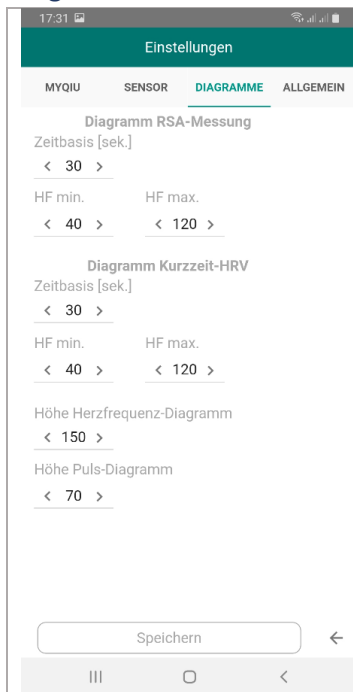 17:31
Einstellungen
MYQIU SENSOR DIAGRAMME ALLGEMEIN
Diagramm RSA-Messung
Zeitbasis [sek.]
< 30 >
HF min. HF max.
< 40 > < 120 >
Diagramm Kurzzeit-HRV
Zeitbasis [sek.]
< 30 >
HF min. HF max.
< 40 > < 120 >
Höhe Herzfrequenz-Diagramm
< 150 >
Höhe Puls-Diagramm
< 70 >
Speichern